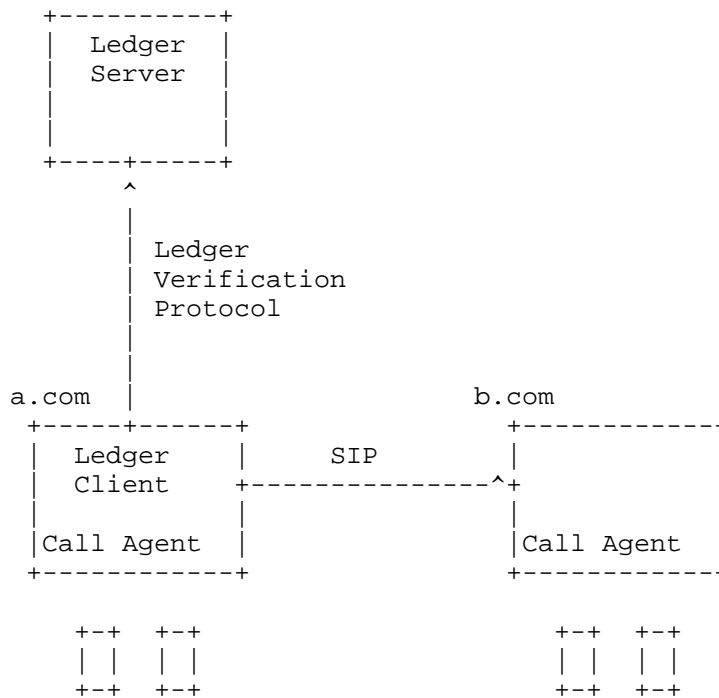 Ledger
Server
Ledger
Verification
Protocol
a.com
b.com
Ledger
SIP
Client
Call Agent
Call Agent